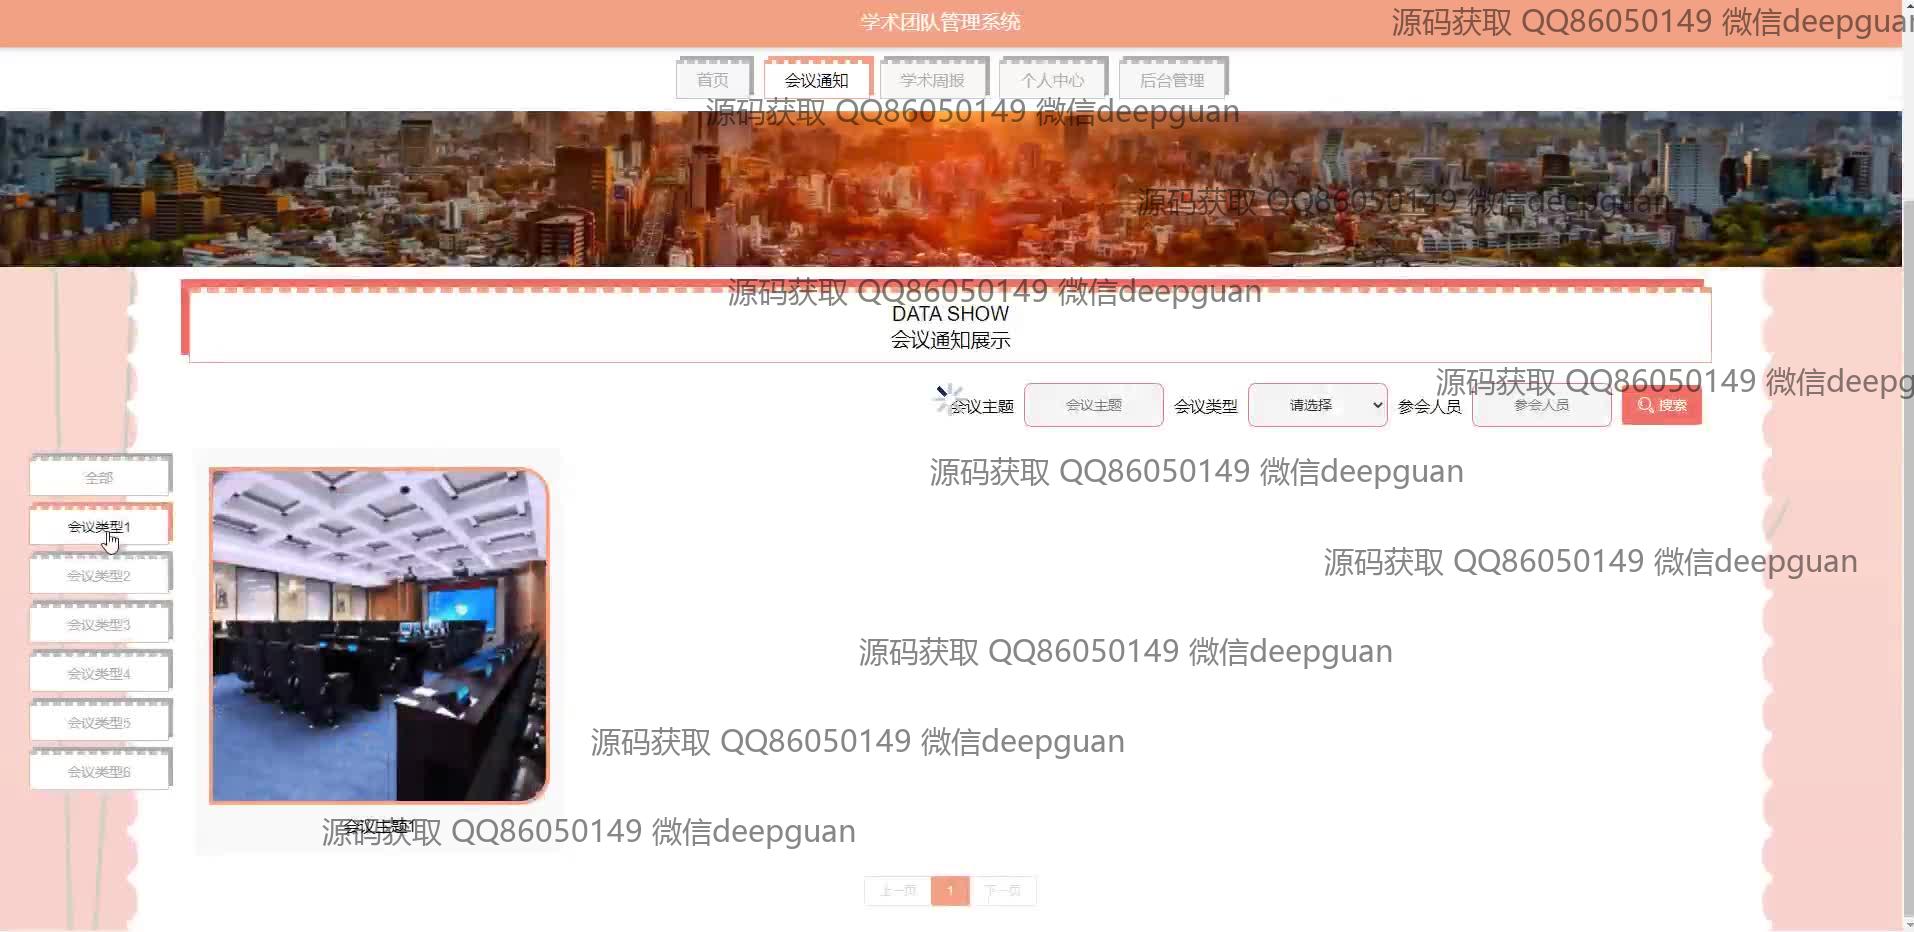 学术团队管理系统
源码获取 QQ86050149 微信deepguan
首页
会议通知
学术周报
个人中心
后台管理
源码获取 QQ86050149 微信deepguan
源码获取 QQ86050149 微信deepguan
源码获取 QQ86050149 微信deepguan
DATA SHOW
会议通知展示
源码获取 QQ86050149 微信deepg
会议主题 会议主题 会议类型 请选择 参会人员 参会人员 搜索
源码获取 QQ86050149 微信deepguan
全部
会议类型1
会议类型2
会议类型3
会议类型4
会议类型5
会议类型6
源码获取 QQ86050149 微信deepguan
源码获取 QQ86050149 微信deepguan
源码获取 QQ86050149 微信deepguan
会议主题1
源码获取 QQ86050149 微信deepguan
上一页 1 下一页